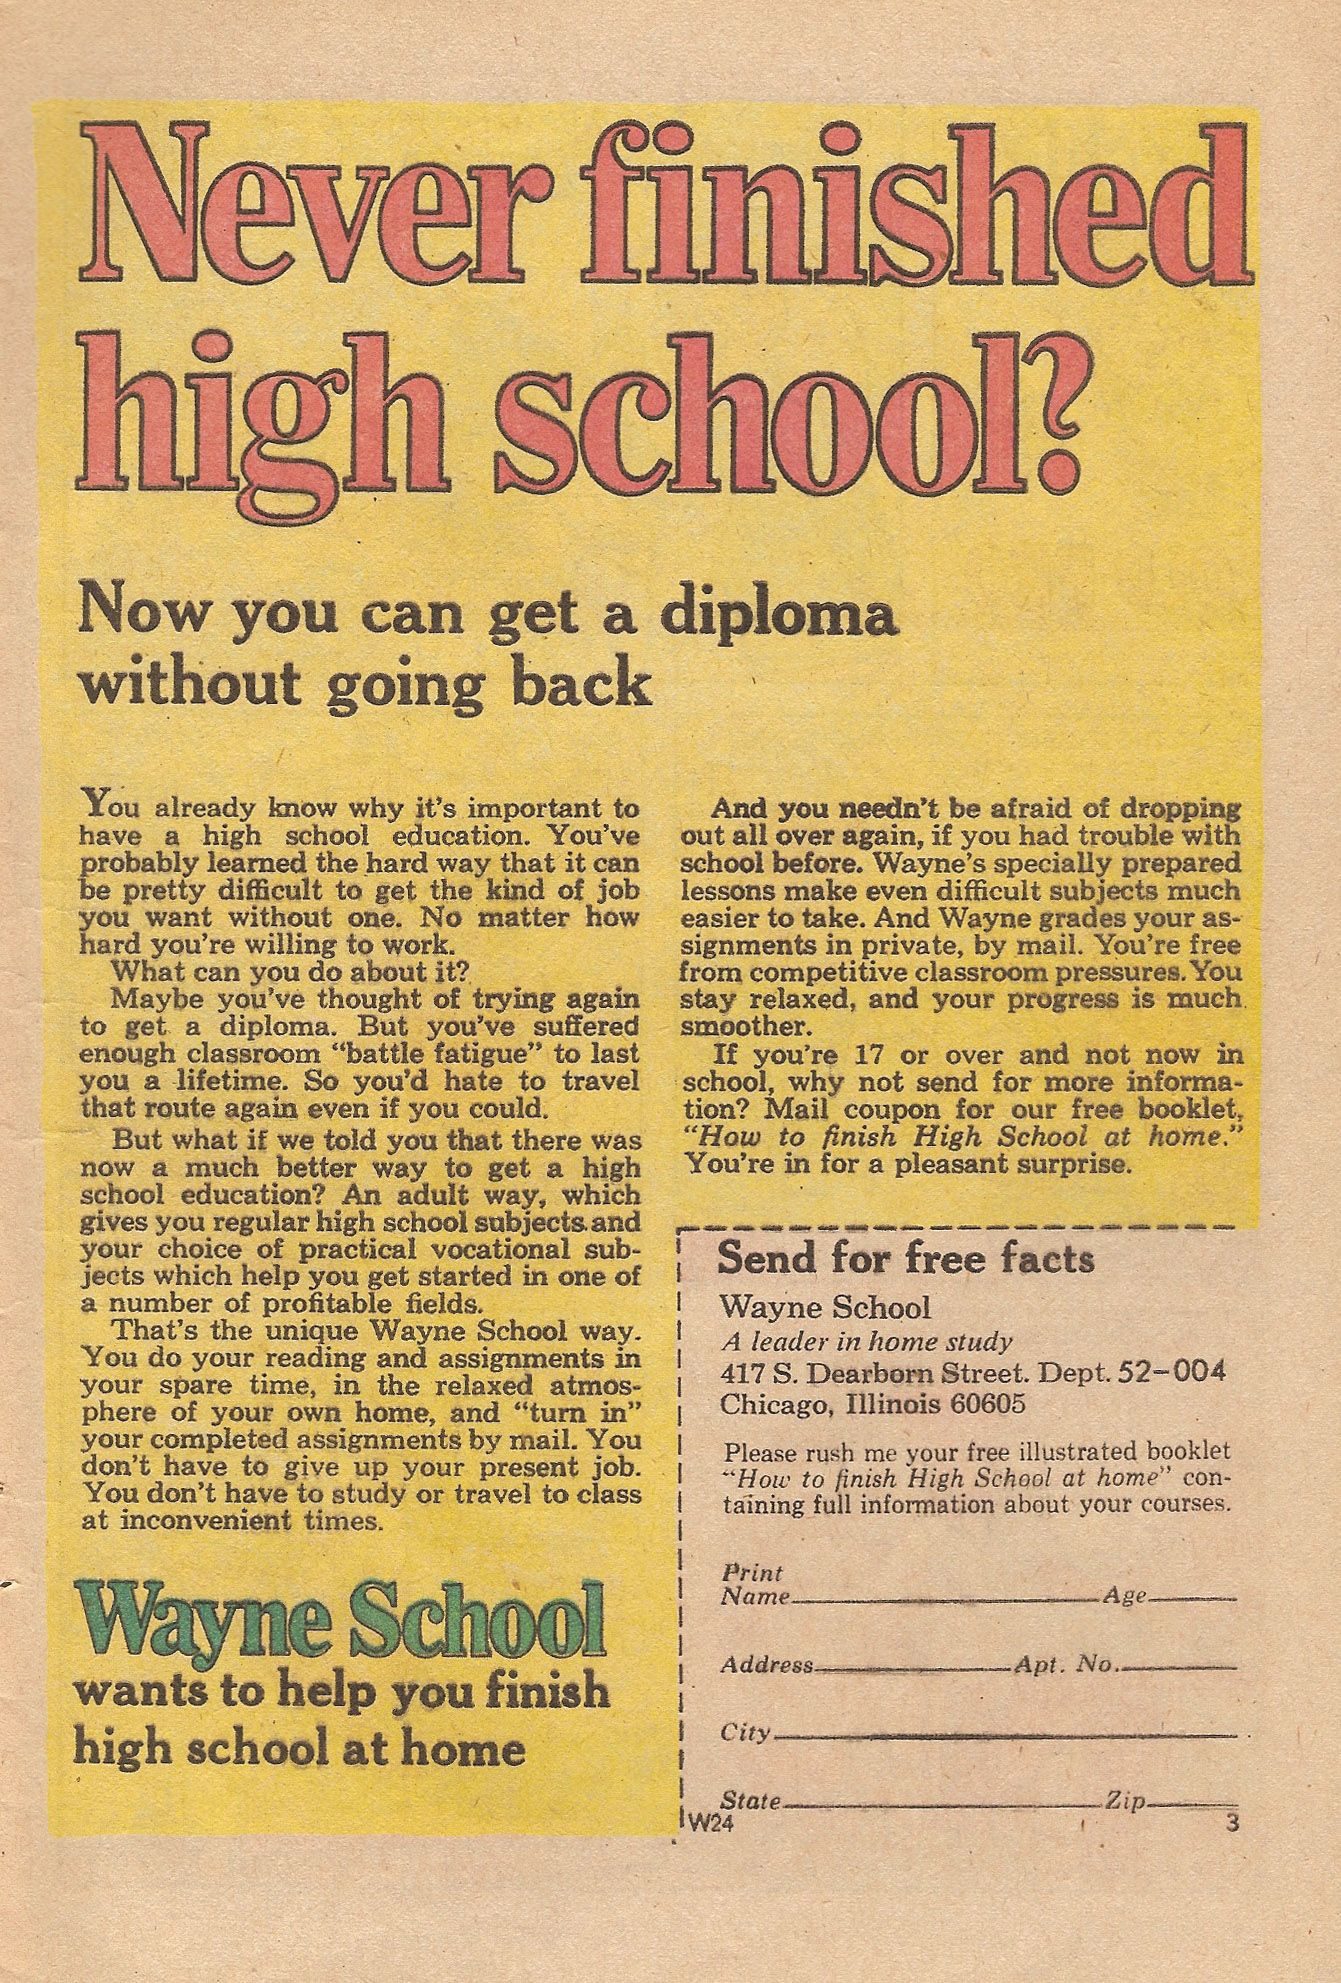 Never finished
high school?
Now you can get a diploma
without going back
You already know why it's important to
have a high school education. You've
probably learned the hard way that it can
be pretty difficult to get the kind of job
you want without one. No matter how
hard you're willing to work.
What can you do about it?
Maybe you've thought of trying again
to get a diploma. But you've suffered
enough classroom “battle fatigue” to last
you a lifetime. So you'd hate to travel
that route again even if you could.
But what if we told you that there was
now a much better way to get a high
school education? An adult way, which
gives you regular high school subjects and
your choice of practical vocational sub-
jects which help you get started in one of
a number of profitable fields.
That's the unique Wayne School way.
You do your reading and assignments in
your spare time, in the relaxed atmos-
phere of your own home, and “turn in”
your completed assignments by mail. You
don't have to give up your present job.
You don't have to study or travel to class
at inconvenient times.
Wayne School
wants to help you finish
high school at home
And you needn't be afraid of dropping
out all over again, if you had trouble with
school before. Wayne's specially prepared
lessons make even difficult subjects much
easier to take. And Wayne grades your as-
signments in private, by mail. You're free
from competitive classroom pressures. You
stay relaxed, and your progress is much
smoother.
If you're 17 or over and not now in
school, why not send for more informa-
tion? Mail coupon for our free booklet,
“How to finish High School at home.”
You're in for a pleasant surprise.
Send for free facts
Wayne School
A leader in home study
417 S. Dearborn Street. Dept. 52-004
Chicago, Illinois 60605
Please rush me your free illustrated booklet
“How to finish High School at home” con-
taining full information about your courses.
Print
Name Age
Address Apt. No.
City
State Zip
W24 3